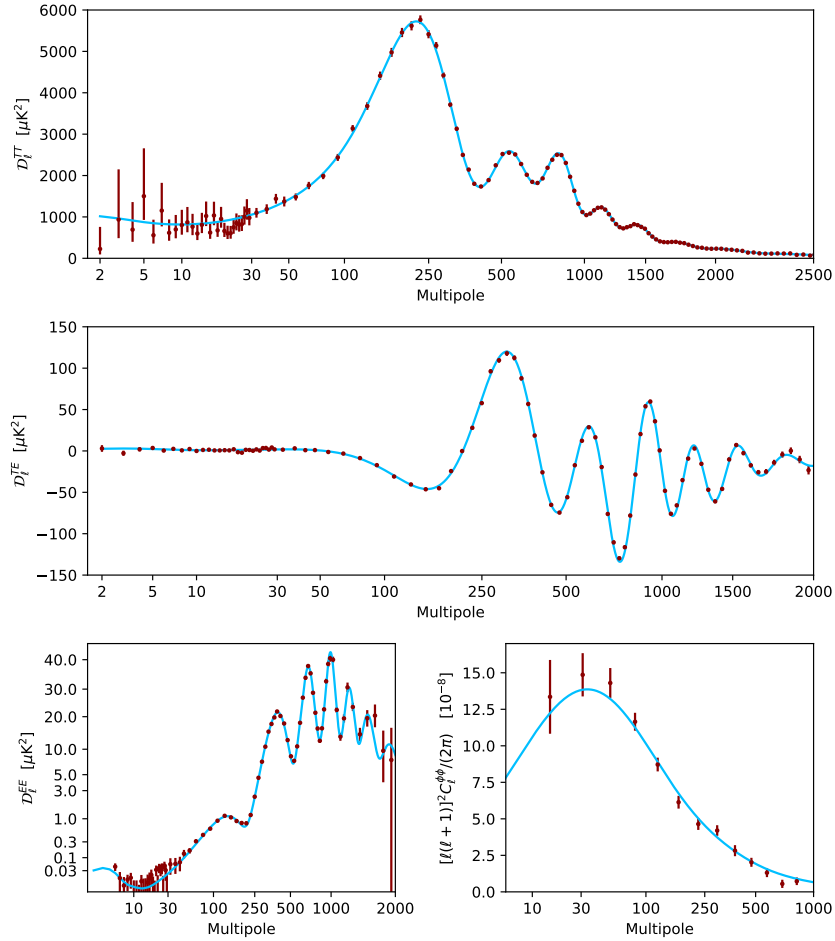 6000
5000
4000
3000
2000
1000
0
𝒟ℓ^TT [μK²]
2 5 10 30 50 100 250 500 1000 1500 2000 2500
Multipole
150
100
50
0
−50
−100
−150
𝒟ℓ^TE [μK²]
2 5 10 30 50 100 250 500 1000 1500 2000
Multipole
40.0
30.0
20.0
10.0
5.0
3.0
1.0
0.3
0.1
0.03
𝒟ℓ^EE [μK²]
10 30 100 250 500 1000 2000
Multipole
15.0
12.5
10.0
7.5
5.0
2.5
0.0
[ℓ(ℓ + 1)]²Cℓ^ϕϕ/(2π) [10⁻⁸]
10 30 100 500 1000
Multipole